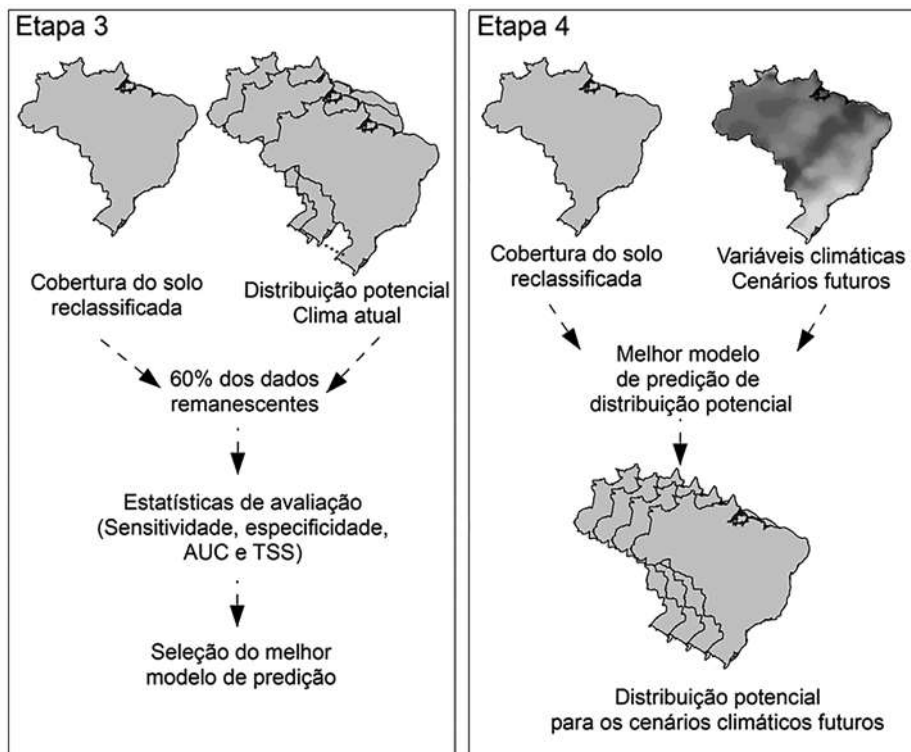 Etapa 3
Cobertura do solo
reclassificada
Distribuição potencial
Clima atual
60% dos dados
remanescentes
Estatísticas de avaliação
(Sensitividade, especificidade,
AUC e TSS)
Seleção do melhor
modelo de predição
Etapa 4
Cobertura do solo
reclassificada
Variáveis climáticas
Cenários futuros
Melhor modelo
de predição de
distribuição potencial
Distribuição potencial
para os cenários climáticos futuros